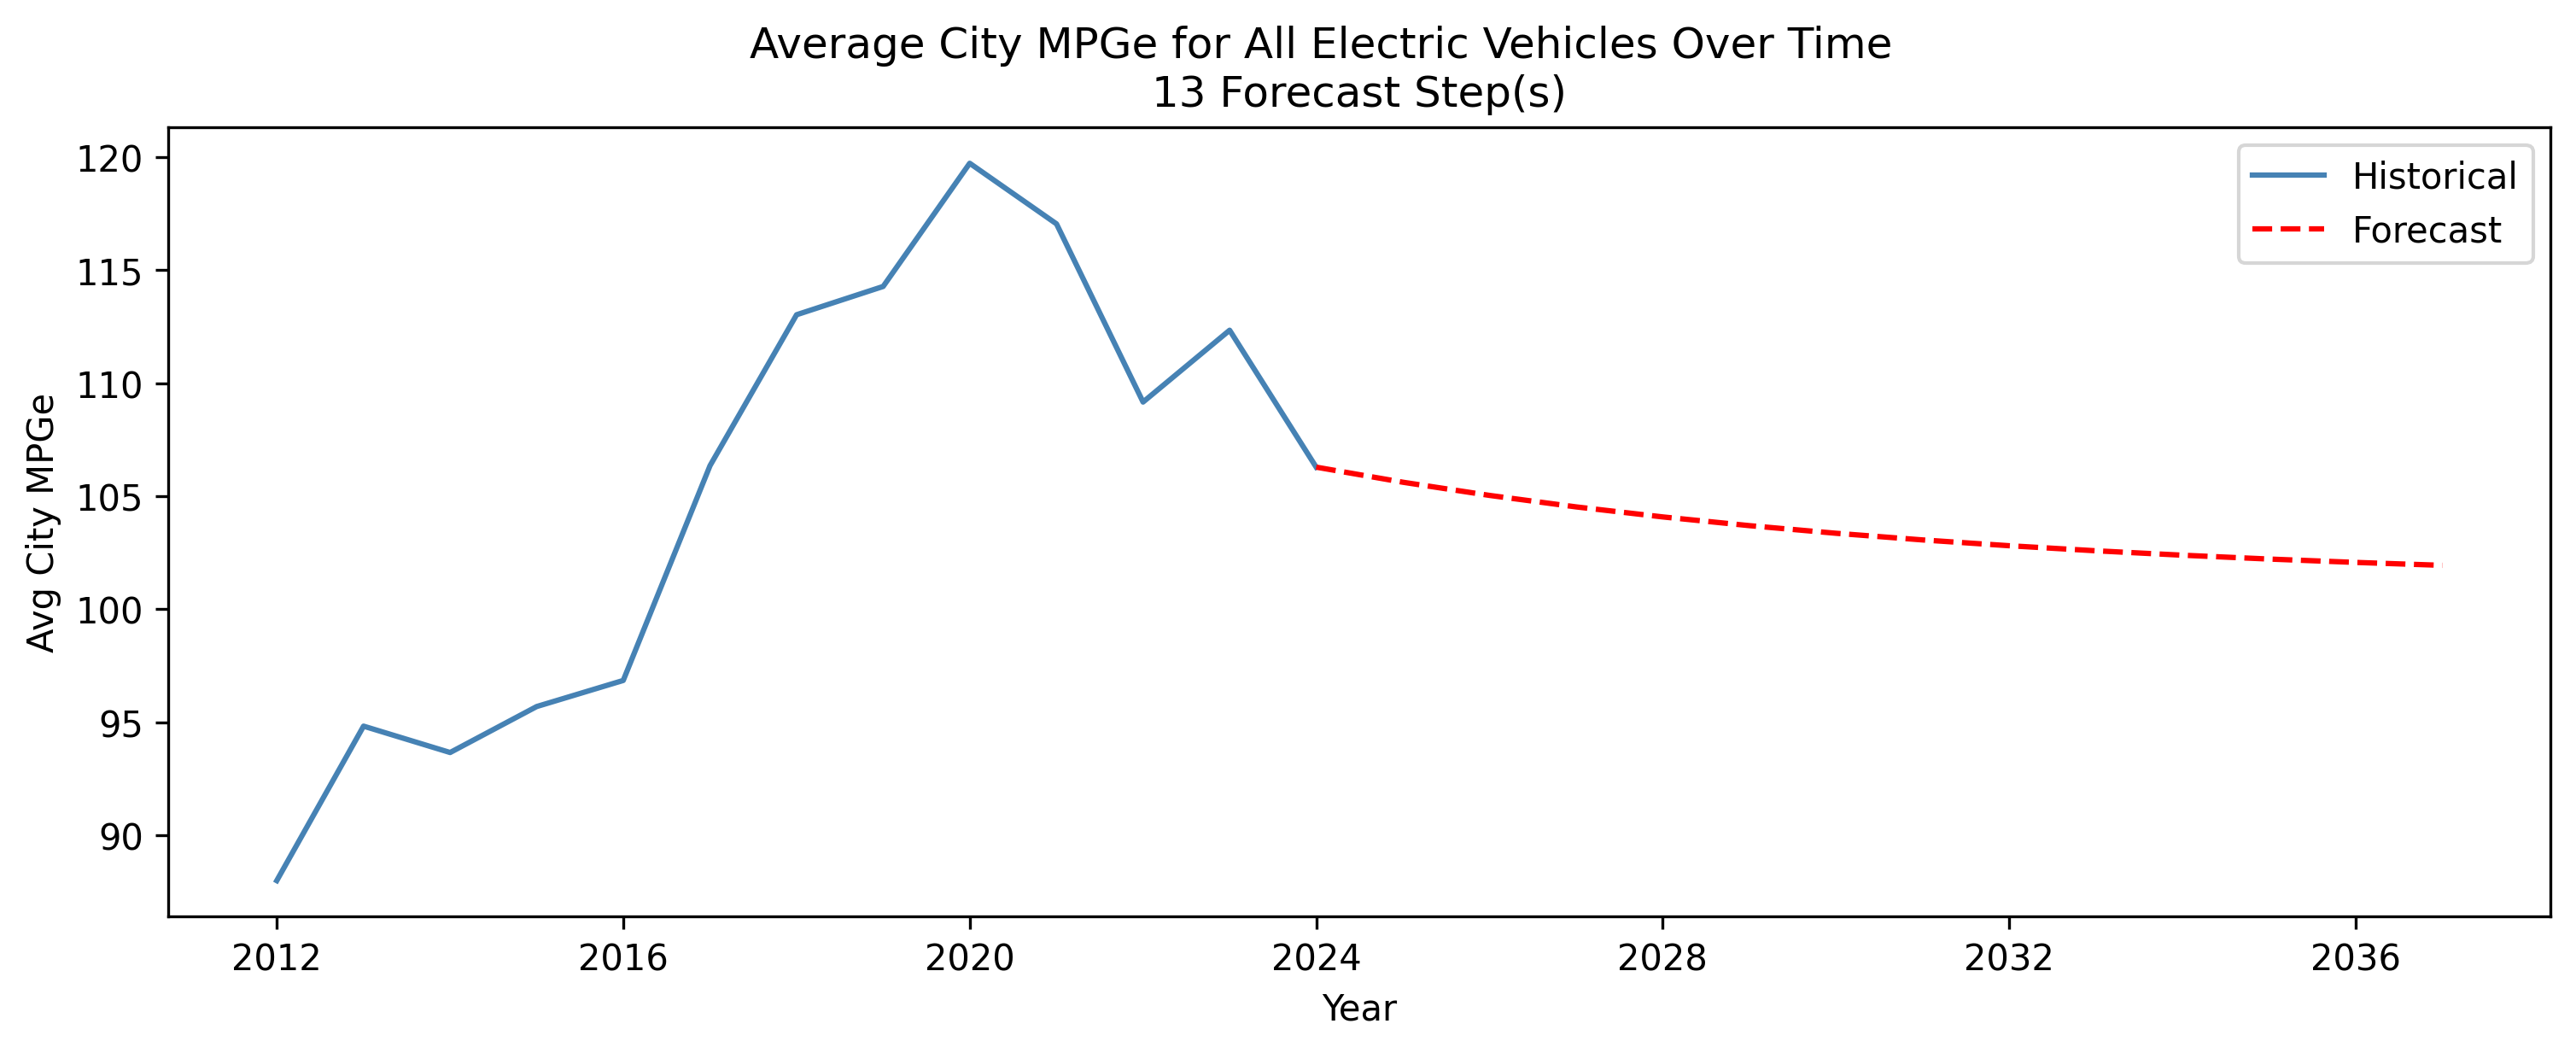 Average City MPGe for All Electric Vehicles Over Time
13 Forecast Step(s)
Historical
Forecast
120
115
110
105
100
95
90
Avg City MPGe
2012
2016
2020
2024
2028
2032
2036
Year